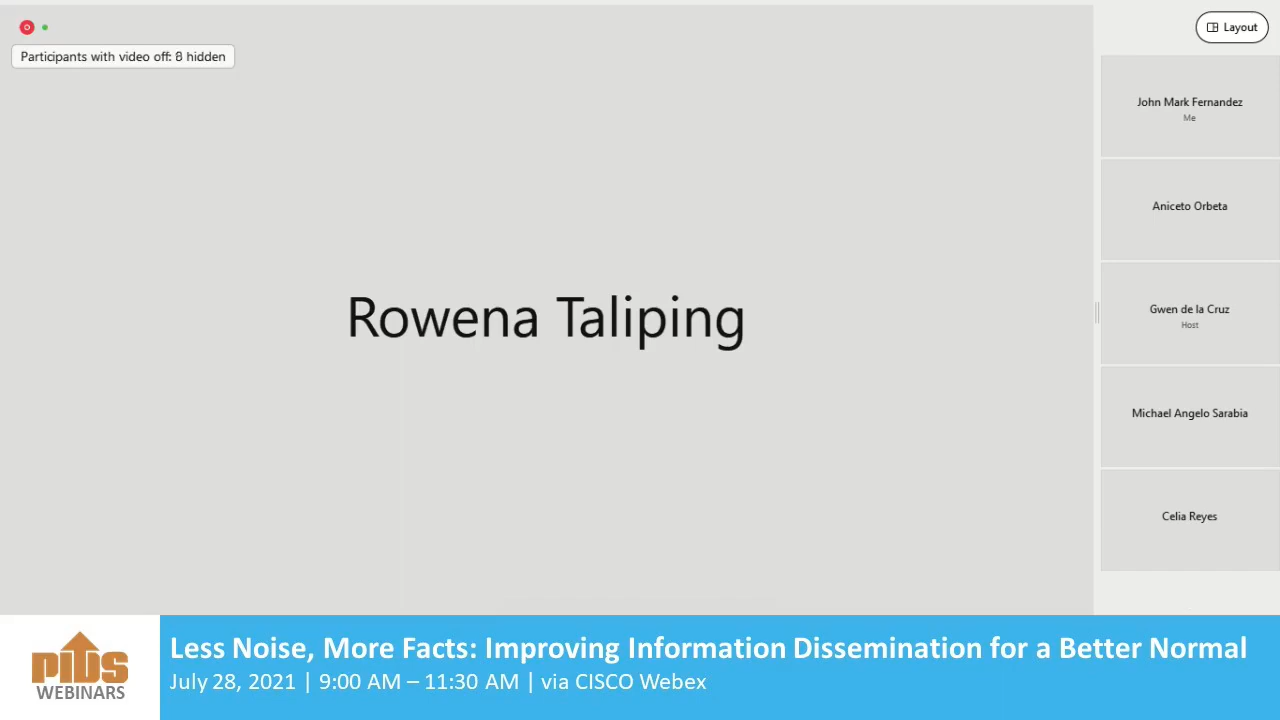 Participants with video off: 8 hidden
Layout
John Mark Fernandez
Me
Aniceto Orbeta
Rowena Taliping
Gwen de la Cruz
Host
Michael Angelo Sarabia
Celia Reyes
PIDS
WEBINARS
Less Noise, More Facts: Improving Information Dissemination for a Better Normal
July 28, 2021 | 9:00 AM – 11:30 AM | via CISCO Webex